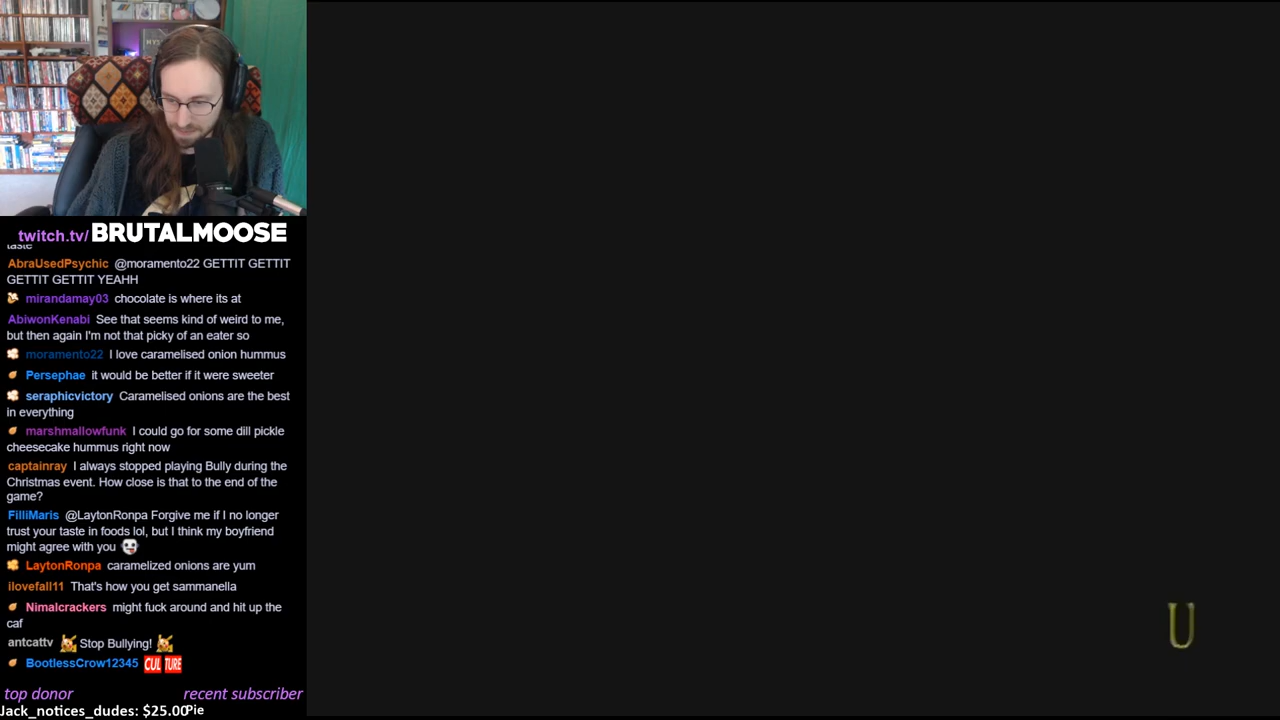 twitch.tv/BRUTALMOOSE
taste
AbraUsedPsychic @moramento22 GETTIT GETTIT
GETTIT GETTIT YEAHH
mirandamay03 chocolate is where its at
AbiwonKenabi See that seems kind of weird to me,
but then again I'm not that picky of an eater so
moramento22 I love caramelised onion hummus
Persephae it would be better if it were sweeter
seraphicvictory Caramelised onions are the best
in everything
marshmallowfunk I could go for some dill pickle
cheesecake hummus right now
captainray I always stopped playing Bully during the
Christmas event. How close is that to the end of the
game?
FilliMaris @LaytonRonpa Forgive me if I no longer
trust your taste in foods lol, but I think my boyfriend
might agree with you
LaytonRonpa caramelized onions are yum
ilovefall11 That's how you get sammanella
Nimalcrackers might fuck around and hit up the
caf
antcattv Stop Bullying!
BootlessCrow12345 CUL TURE
top donor recent subscriber
Jack_notices_dudes: $25.00 Pie
U